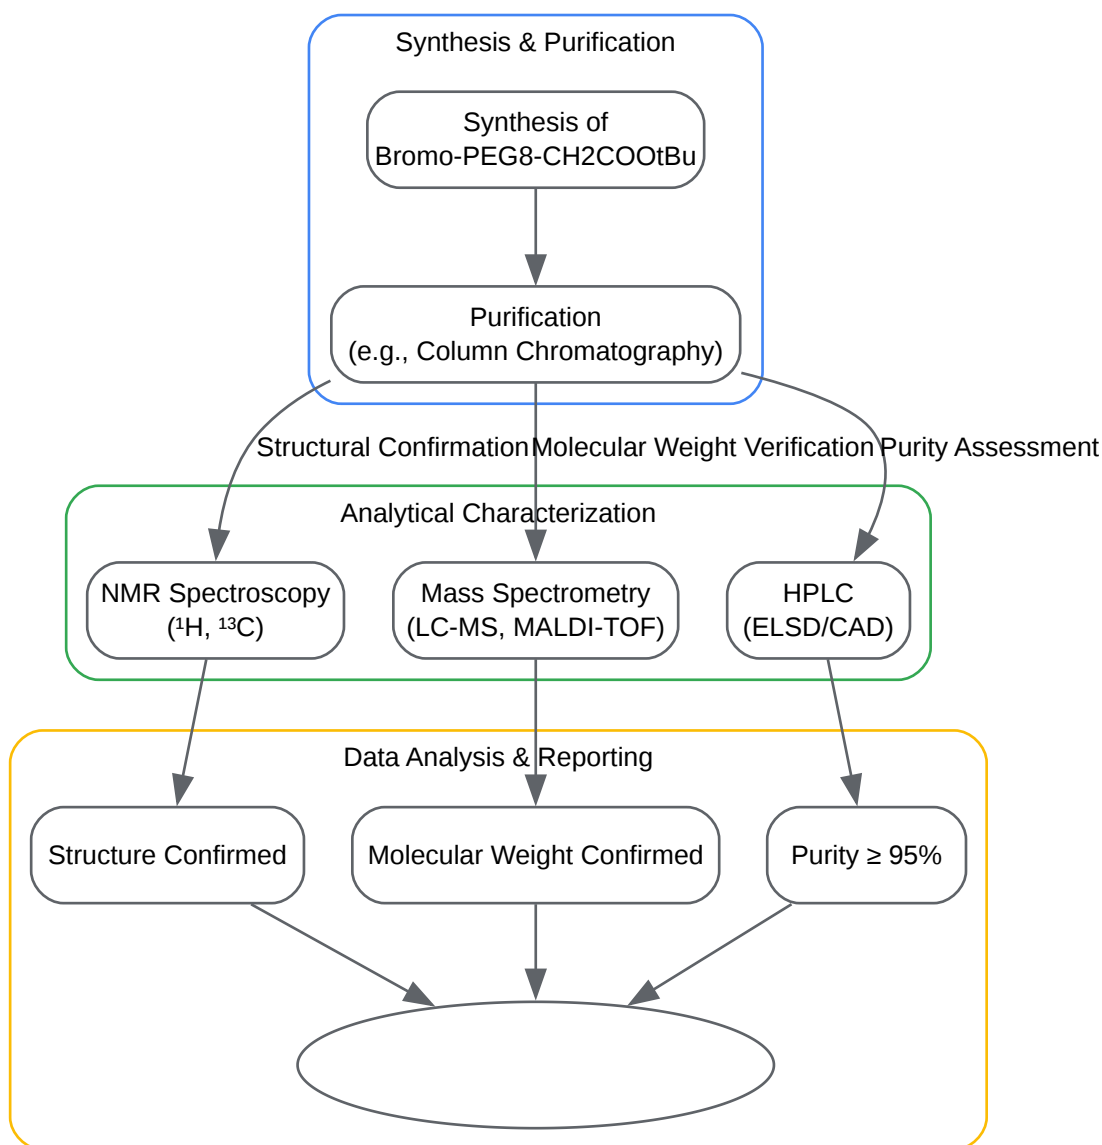 Synthesis & Purification
Synthesis of
Bromo-PEG8-CH2COOtBu
Purification
(e.g., Column Chromatography)
Structural Confirmation
Molecular Weight Verification
Purity Assessment
Analytical Characterization
NMR Spectroscopy
(¹H, ¹³C)
Mass Spectrometry
(LC-MS, MALDI-TOF)
HPLC
(ELSD/CAD)
Data Analysis & Reporting
Structure Confirmed
Molecular Weight Confirmed
Purity ≥ 95%